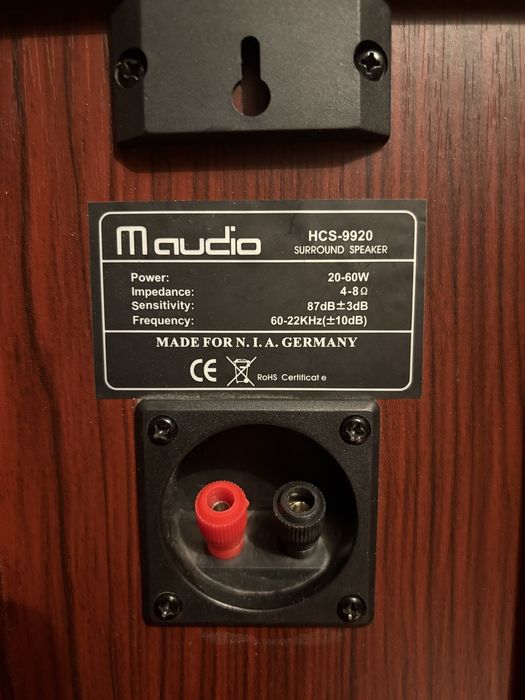 m audio
HCS-9920
SURROUND SPEAKER
Power: 20-60W
Impedance: 4-8Ω
Sensitivity: 87dB±3dB
Frequency: 60-22KHz(±10dB)
MADE FOR N. I. A. GERMANY
CE RoHS Certificat e